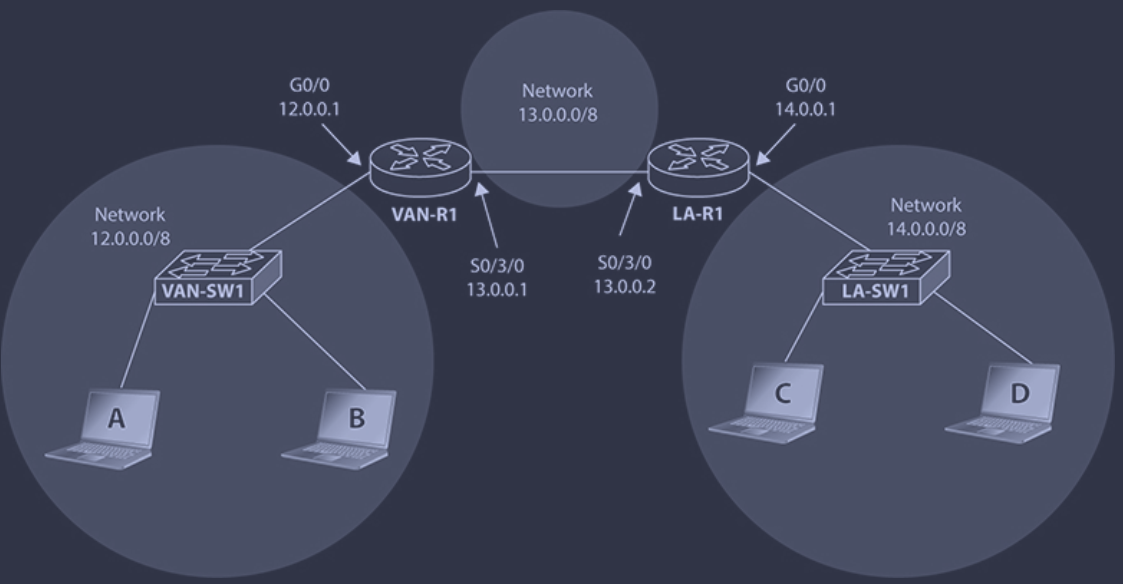 G0/0
12.0.0.1
Network
13.0.0.0/8
G0/0
14.0.0.1
VAN-R1
LA-R1
Network
12.0.0.0/8
Network
14.0.0.0/8
S0/3/0
13.0.0.1
S0/3/0
13.0.0.2
VAN-SW1
LA-SW1
A
B
C
D